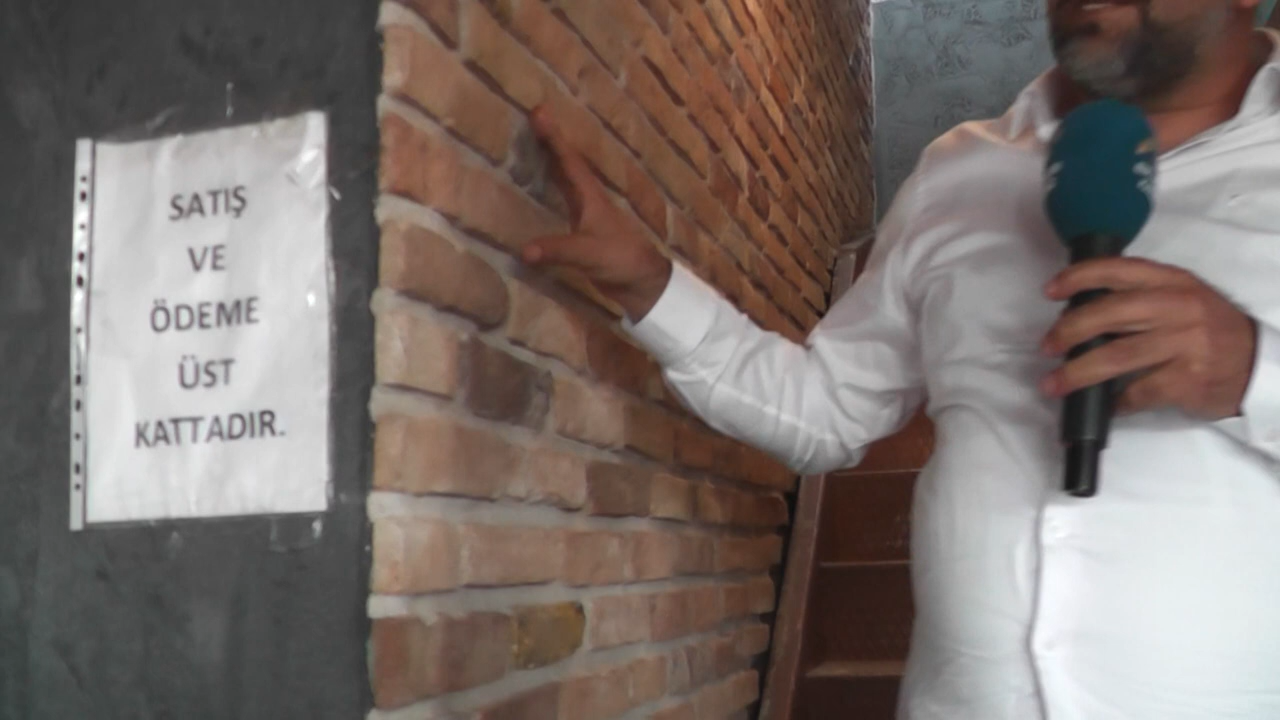 SATIŞ
VE
ÖDEME
ÜST
KATTADIR.